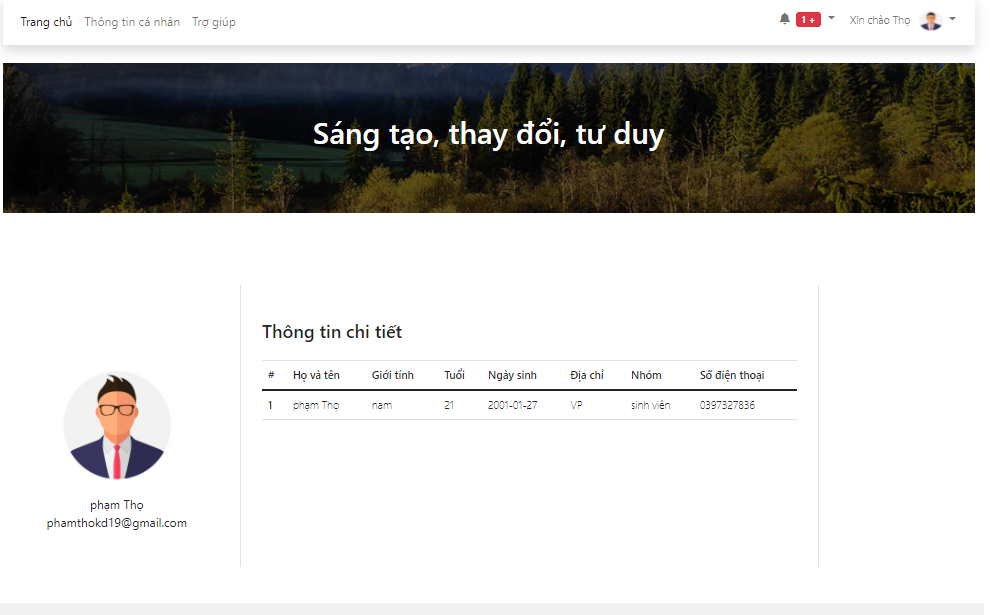 Trang chủ Thông tin cá nhân Trợ giúp 1 + Xin chào Thọ
Sáng tạo, thay đổi, tư duy
Thông tin chi tiết
# Họ và tên Giới tính Tuổi Ngày sinh Địa chỉ Nhóm Số điện thoại
1 phạm Thọ nam 21 2001-01-27 VP sinh viên 0397327836
phạm Thọ
phamthokd19@gmail.com